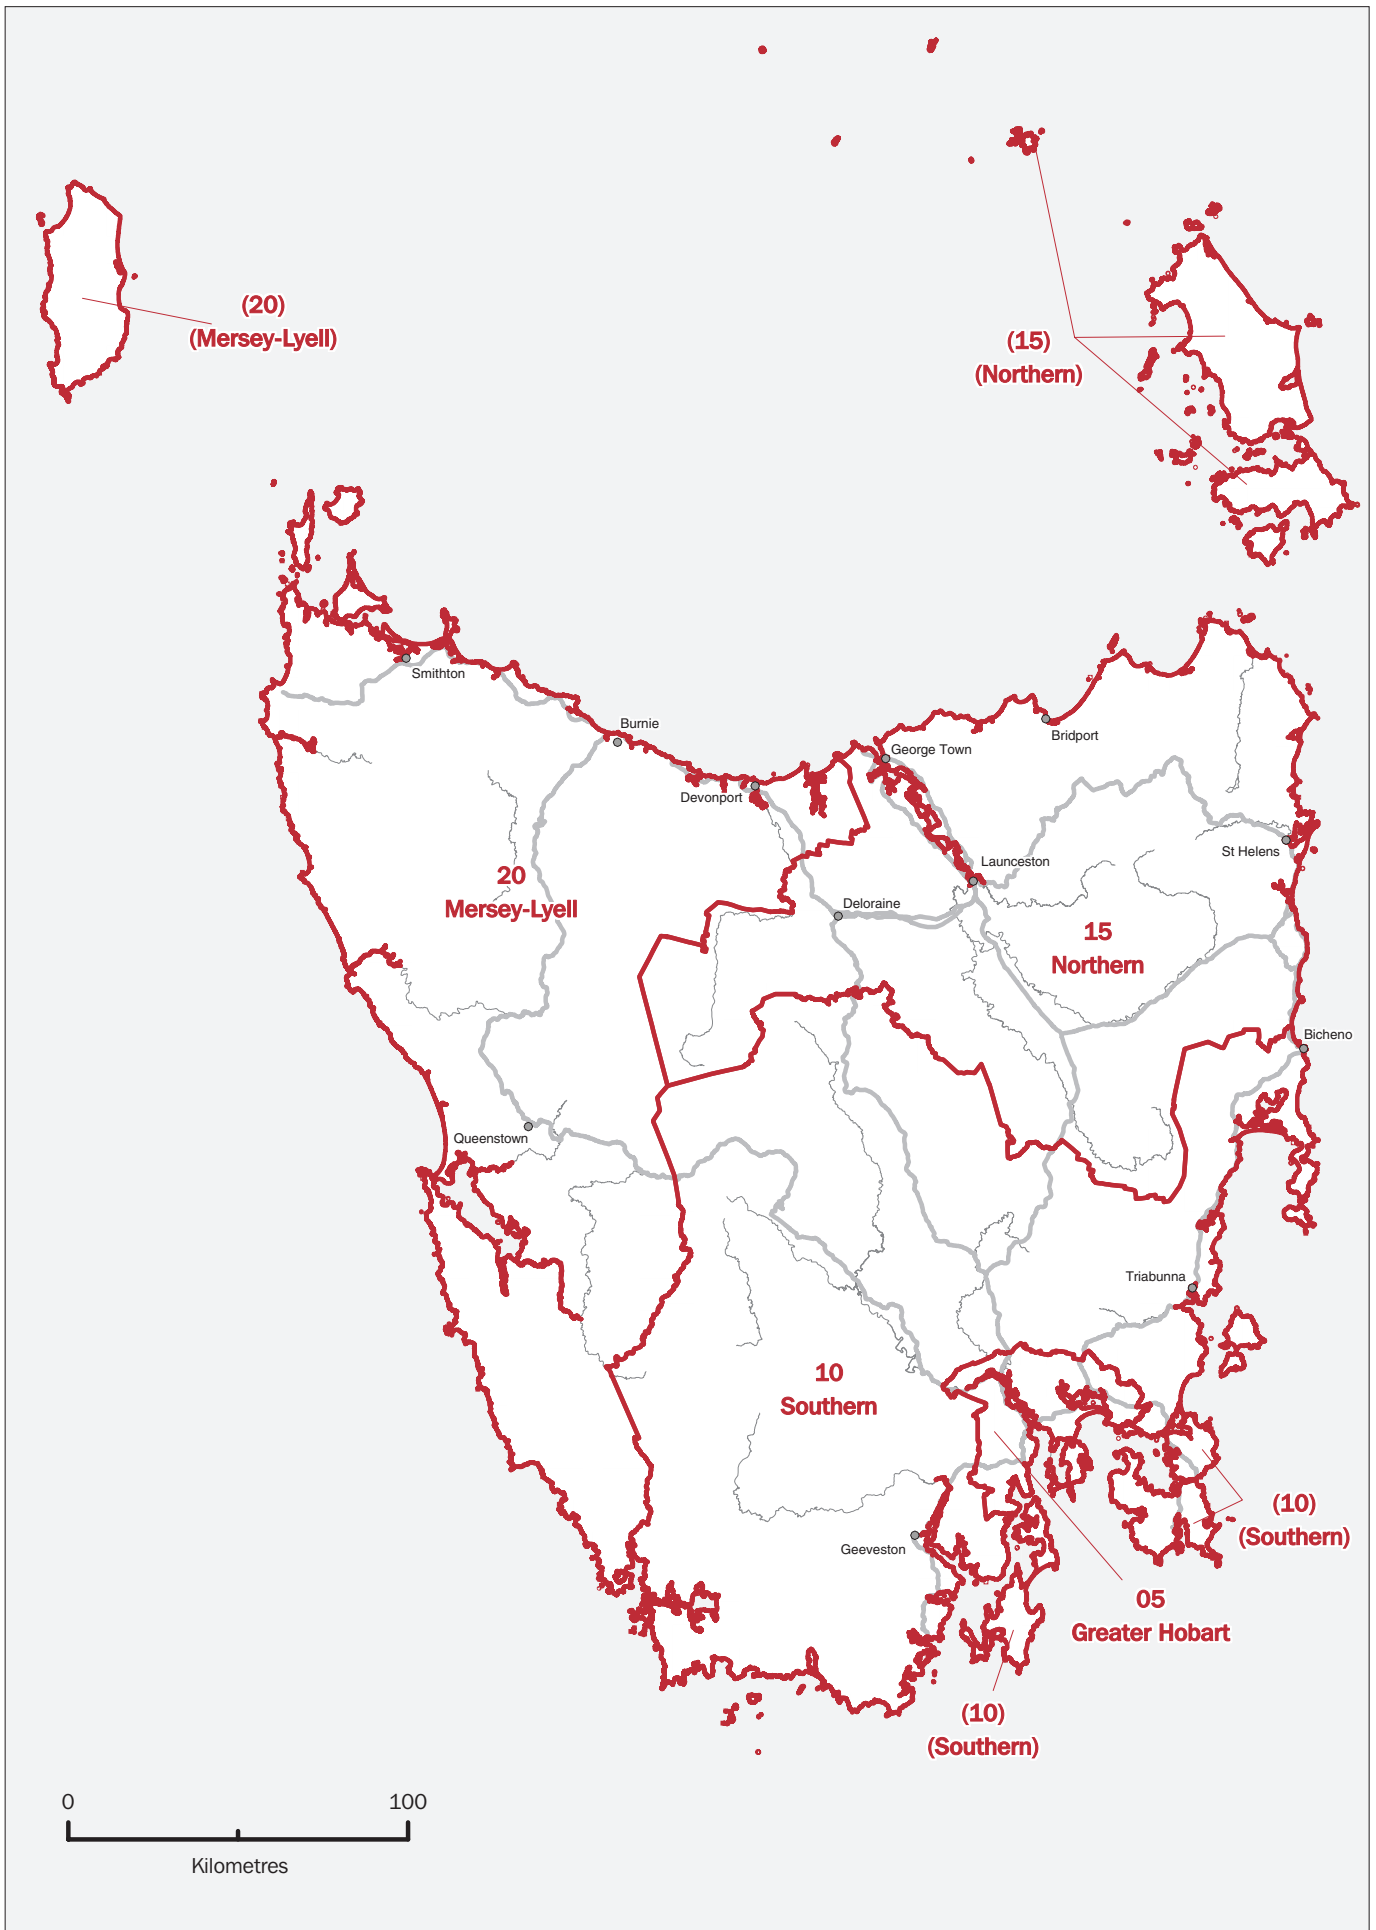 (20)
(Mersey-Lyell)
(15)
(Northern)
Smithton
Burnie
Bridport
George Town
Devonport
St Helens
Launceston
20
Mersey-Lyell
Deloraine
15
Northern
Bicheno
Queenstown
Triabunna
10
Southern
(10)
(Southern)
Geeveston
05
Greater Hobart
(10)
(Southern)
0
100
Kilometres